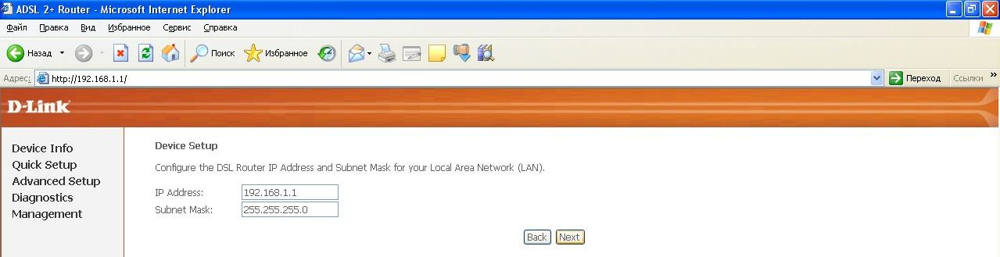 ADSL 2+ Router - Microsoft Internet Explorer
Файл Правка Вид Избранное Сервис Справка
Назад Поиск Избранное
Адрес: http://192.168.1.1/ Переход Ссылки »
D-Link
Device Info
Quick Setup
Advanced Setup
Diagnostics
Management
Device Setup
Configure the DSL Router IP Address and Subnet Mask for your Local Area Network (LAN).
IP Address: 192.168.1.1
Subnet Mask: 255.255.255.0
Back Next